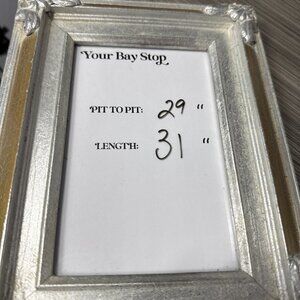 Your Bay Stop
PIT TO PIT: 29 "
LENGTH: 31 "